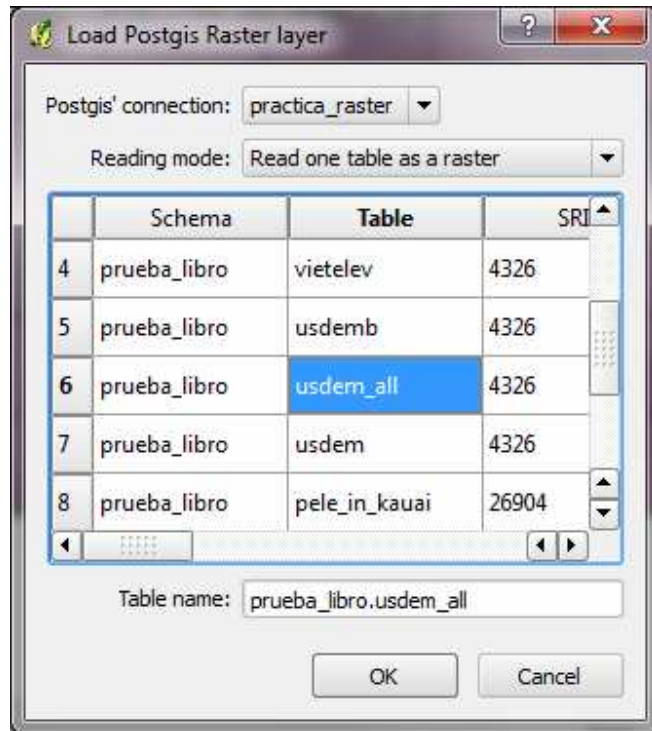 Load Postgis Raster layer
Postgis' connection: practica_raster
Reading mode: Read one table as a raster
Schema Table SRI
4 prueba_libro vietelev 4326
5 prueba_libro usdemb 4326
6 prueba_libro usdem_all 4326
7 prueba_libro usdem 4326
8 prueba_libro pele_in_kauai 26904
Table name: prueba_libro.usdem_all
OK Cancel